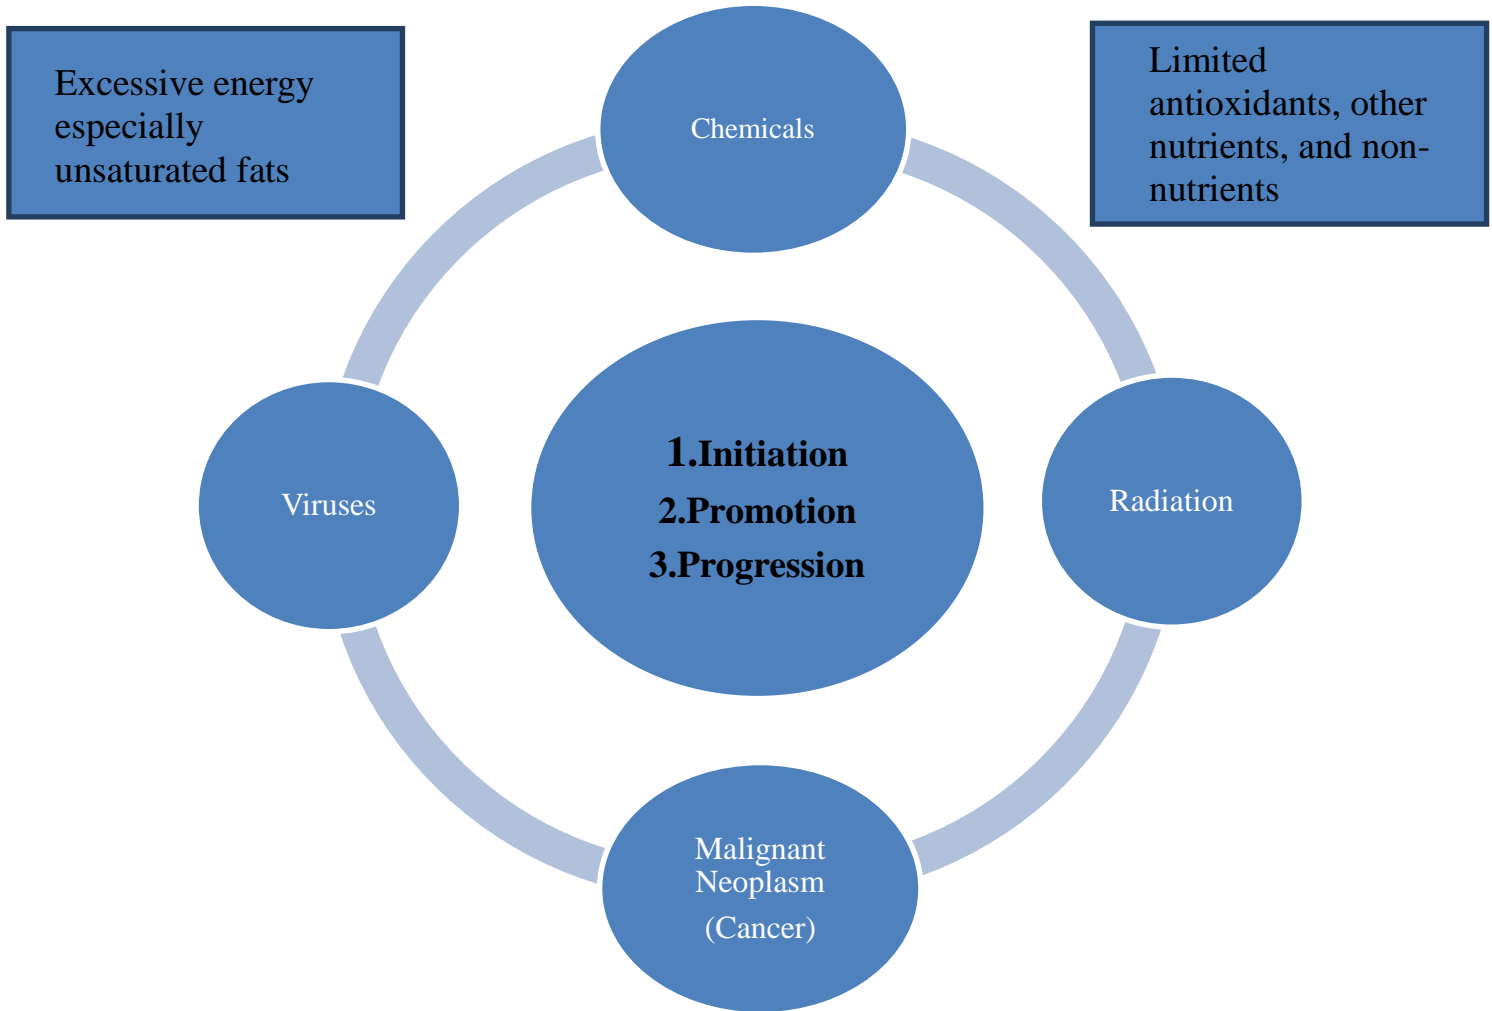 Excessive energy
especially
unsaturated fats
Chemicals
Limited
antioxidants, other
nutrients, and non-
nutrients
Viruses
1.Initiation
2.Promotion
3.Progression
Radiation
Malignant
Neoplasm
(Cancer)